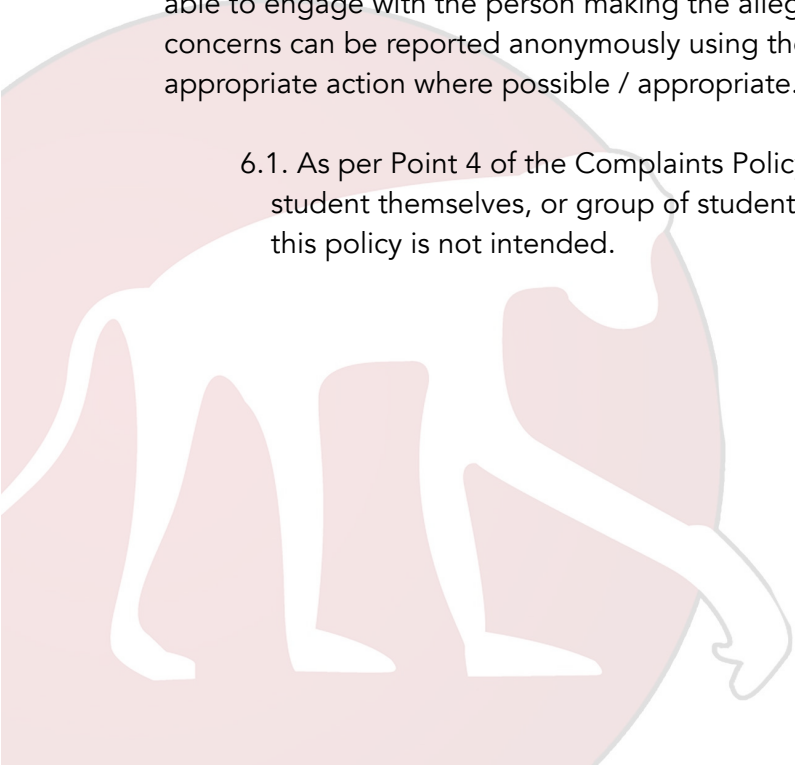 able to engage with the person making the alleg
concerns can be reported anonymously using the
appropriate action where possible / appropriate.
6.1. As per Point 4 of the Complaints Polic
student themselves, or group of student
this policy is not intended.